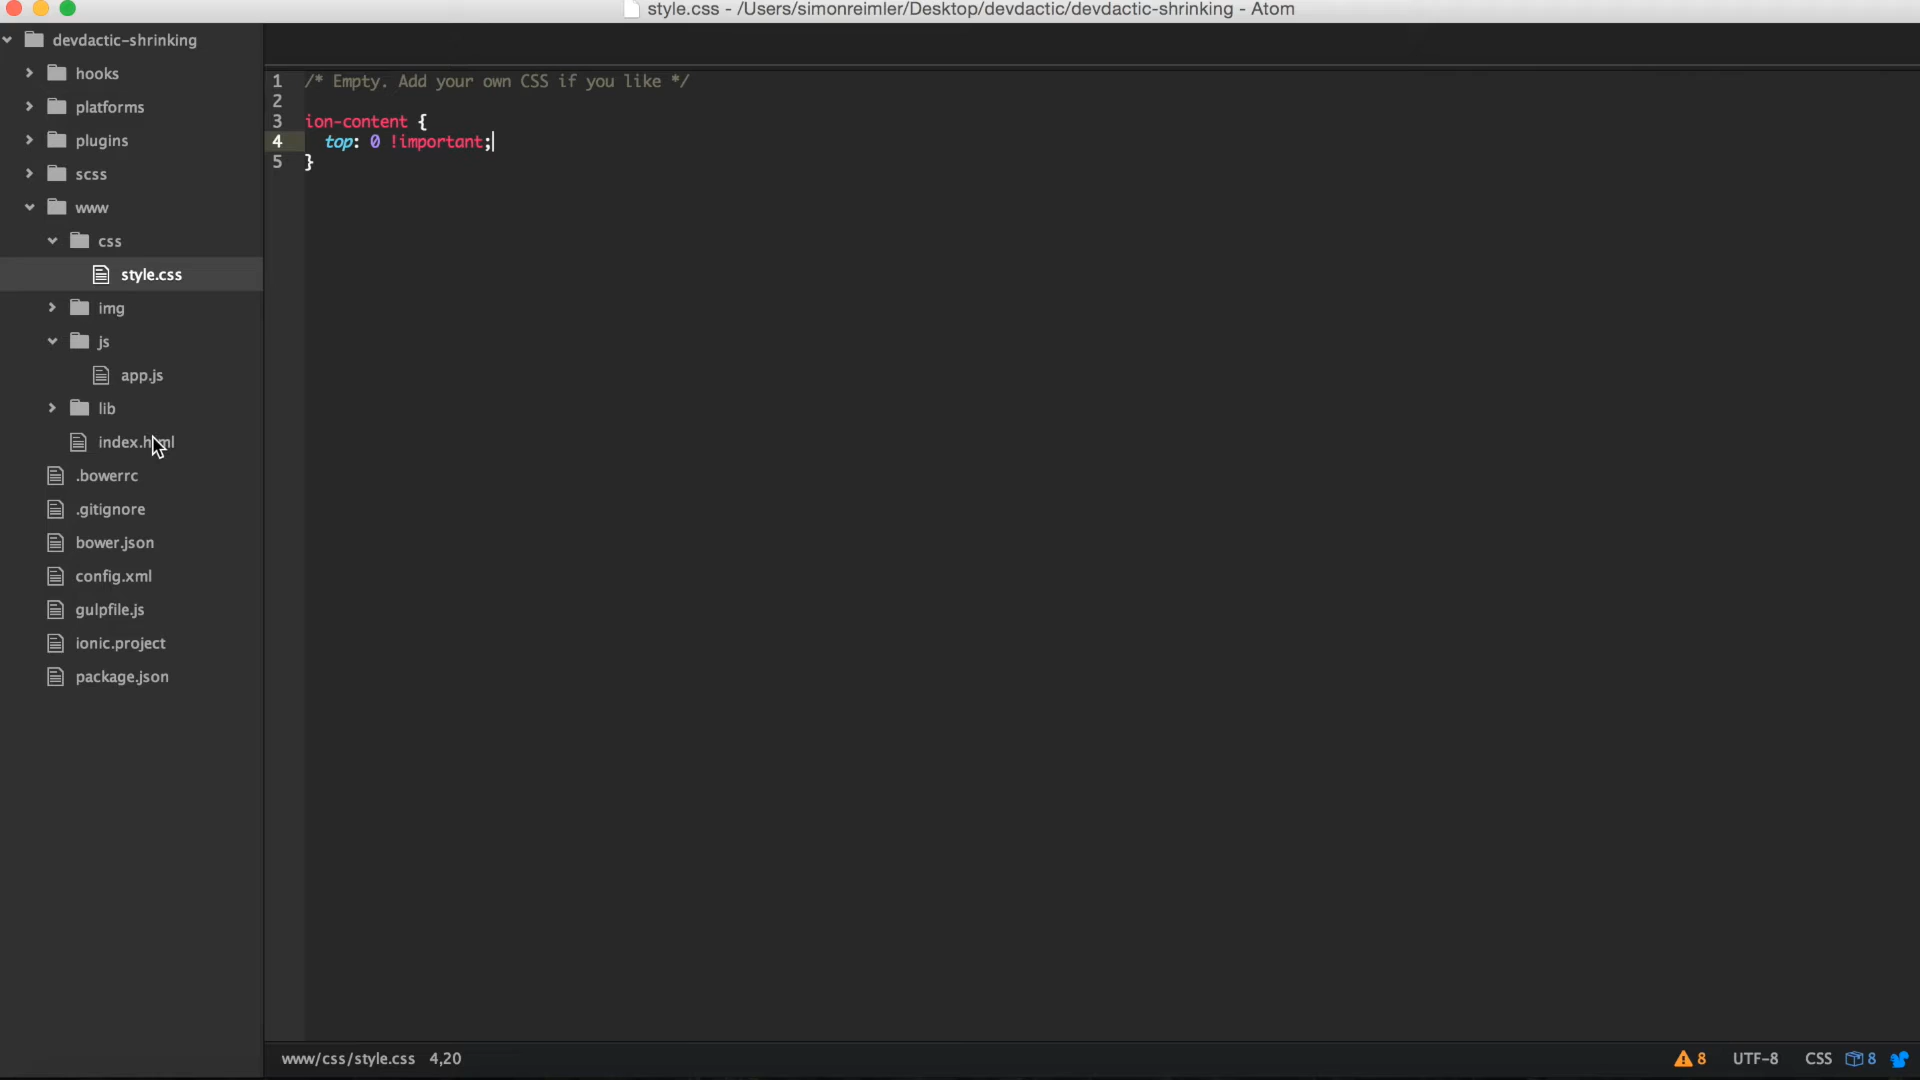 style.css - /Users/simonreimler/Desktop/devdactic/devdactic-shrinking - Atom
devdactic-shrinking
hooks
platforms
plugins
scss
www
css
style.css
img
js
app.js
lib
index.html
.bowerrc
.gitignore
bower.json
config.xml
gulpfile.js
ionic.project
package.json
1 /* Empty. Add your own CSS if you like */
2
3 ion-content {
4 top: 0 !important;
5 }
www/css/style.css 4,20
8 UTF-8 CSS 8